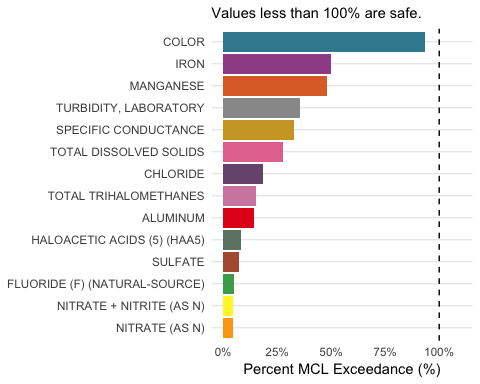 Values less than 100% are safe.
COLOR
IRON
MANGANESE
TURBIDITY, LABORATORY
SPECIFIC CONDUCTANCE
TOTAL DISSOLVED SOLIDS
CHLORIDE
TOTAL TRIHALOMETHANES
ALUMINUM
HALOACETIC ACIDS (5) (HAA5)
SULFATE
FLUORIDE (F) (NATURAL-SOURCE)
NITRATE + NITRITE (AS N)
NITRATE (AS N)
0% 25% 50% 75% 100%
Percent MCL Exceedance (%)